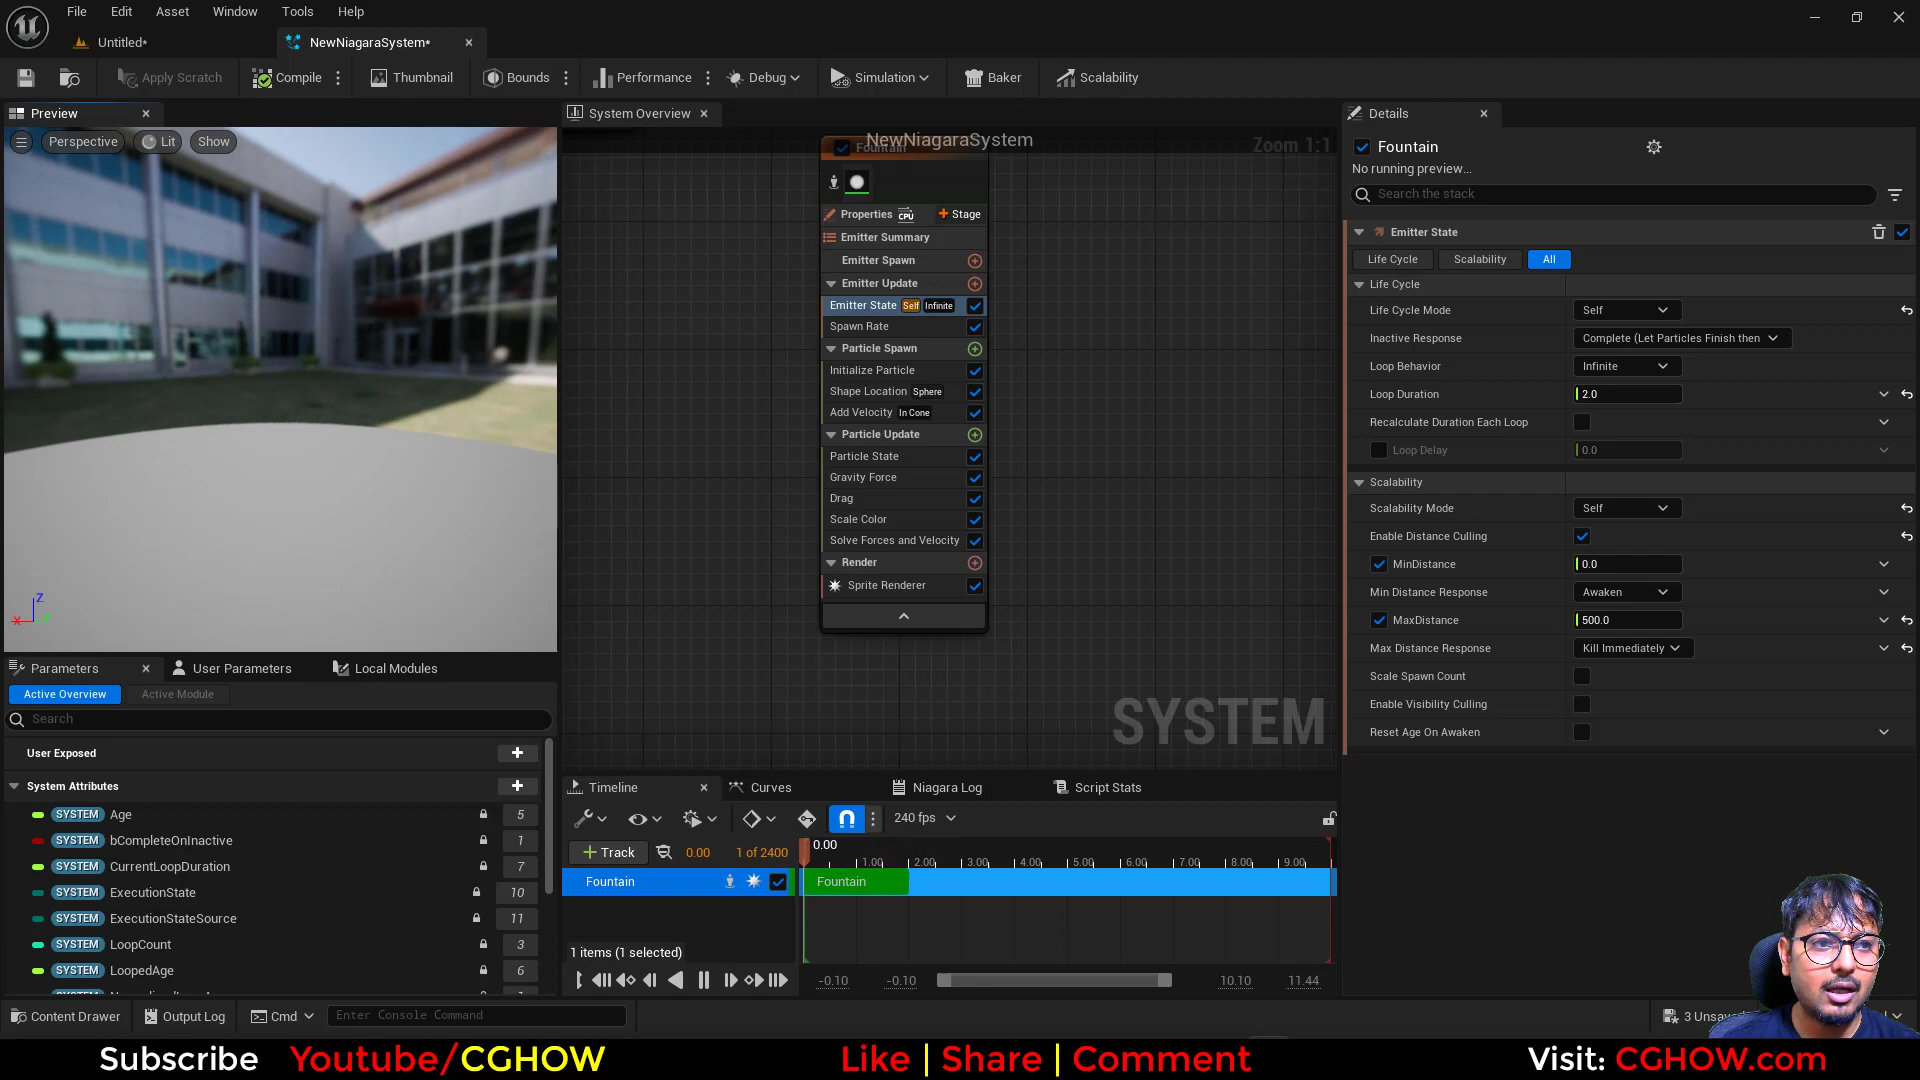 File Edit Asset Window Tools Help
Untitled*
NewNiagaraSystem*
Apply Scratch
Compile
Thumbnail
Bounds
Performance
Debug
Simulation
Baker
Scalability
Preview
Perspective
Lit
Show
Z
X
System Overview
NewNiagaraSystem
Zoom 1:1
Fountain
Properties CPU + Stage
Emitter Summary
Emitter Spawn
Emitter Update
Emitter State Self Infinite
Spawn Rate
Particle Spawn
Initialize Particle
Shape Location Sphere
Add Velocity In Cone
Particle Update
Particle State
Gravity Force
Drag
Scale Color
Solve Forces and Velocity
Render
Sprite Renderer
SYSTEM
Details
Fountain
No running preview...
Search the stack
Emitter State
Life Cycle Scalability All
Life Cycle
Life Cycle Mode Self
Inactive Response Complete (Let Particles Finish then
Loop Behavior Infinite
Loop Duration 2.0
Recalculate Duration Each Loop
Loop Delay 0.0
Scalability
Scalability Mode Self
Enable Distance Culling
MinDistance 0.0
Min Distance Response Awaken
MaxDistance 500.0
Max Distance Response Kill Immediately
Scale Spawn Count
Enable Visibility Culling
Reset Age On Awaken
Parameters
User Parameters
Local Modules
Active Overview Active Module
Search
User Exposed
System Attributes
SYSTEM Age 5
SYSTEM bCompleteOnInactive 1
SYSTEM CurrentLoopDuration 7
SYSTEM ExecutionState 10
SYSTEM ExecutionStateSource 11
SYSTEM LoopCount 3
SYSTEM LoopedAge 6
Timeline
Curves
Niagara Log
Script Stats
240 fps
+ Track 0.00 1 of 2400
0.00
1.00 2.00 3.00 4.00 5.00 6.00 7.00 8.00 9.00
Fountain
Fountain
1 items (1 selected)
-0.10 -0.10 10.10 11.44
Content Drawer
Output Log
Cmd
Enter Console Command
3 Unsav
Subscribe Youtube/CGHOW
Like | Share | Comment
Visit: CGHOW.com